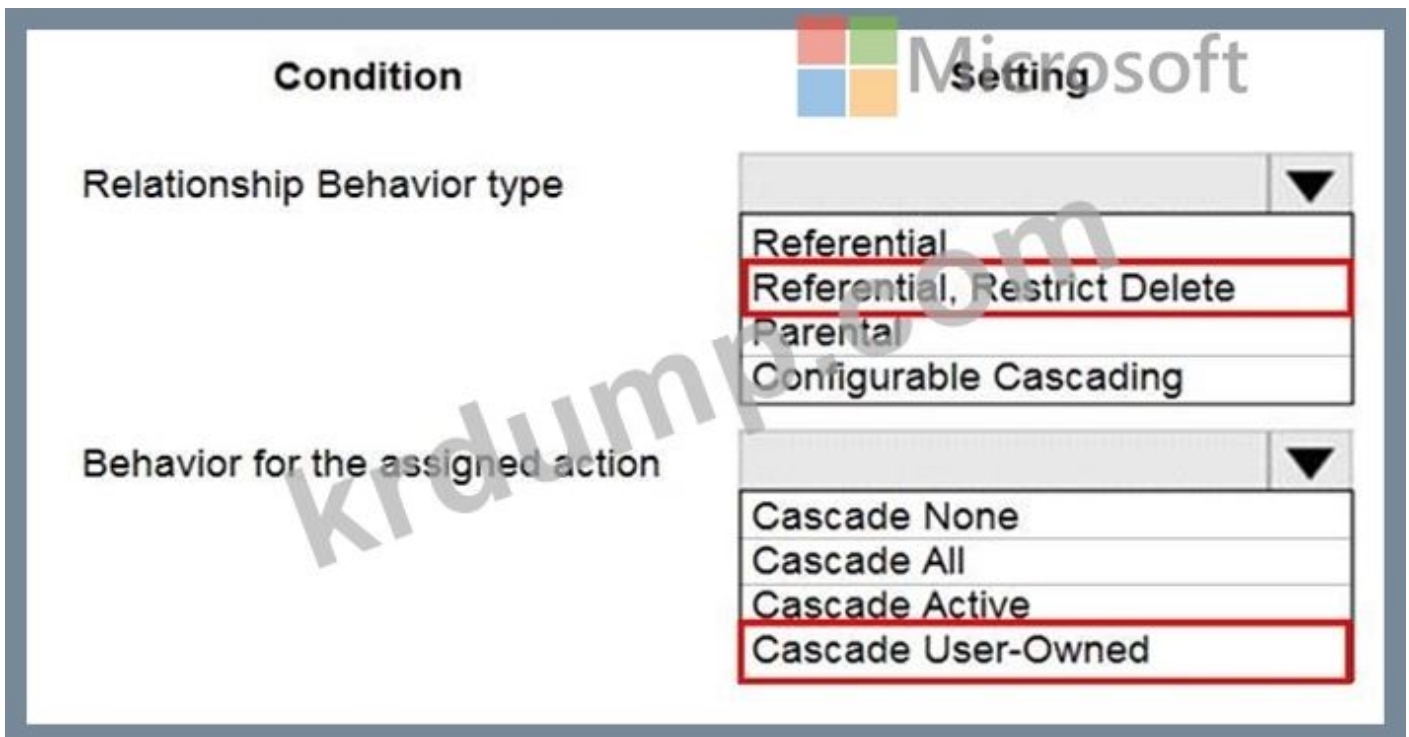 Microsoft
Condition
Setting
Relationship Behavior type
Referential
Referential, Restrict Delete
Parental
Configurable Cascading
Behavior for the assigned action
Cascade None
Cascade All
Cascade Active
Cascade User-Owned
krdump.com